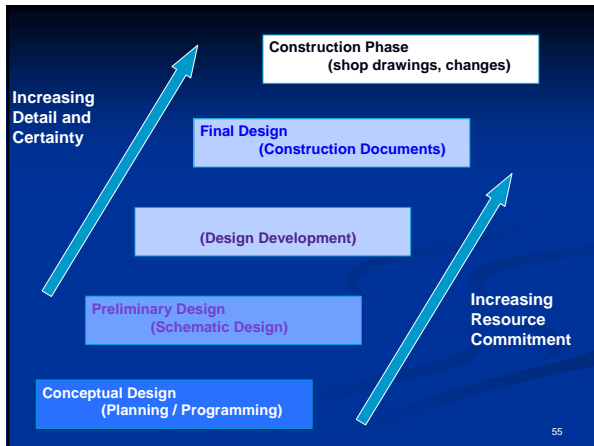 Construction Phase
(shop drawings, changes)
Increasing
Detail and
Certainty
Final Design
(Construction Documents)
(Design Development)
Preliminary Design
(Schematic Design)
Increasing
Resource
Commitment
Conceptual Design
(Planning / Programming)
55